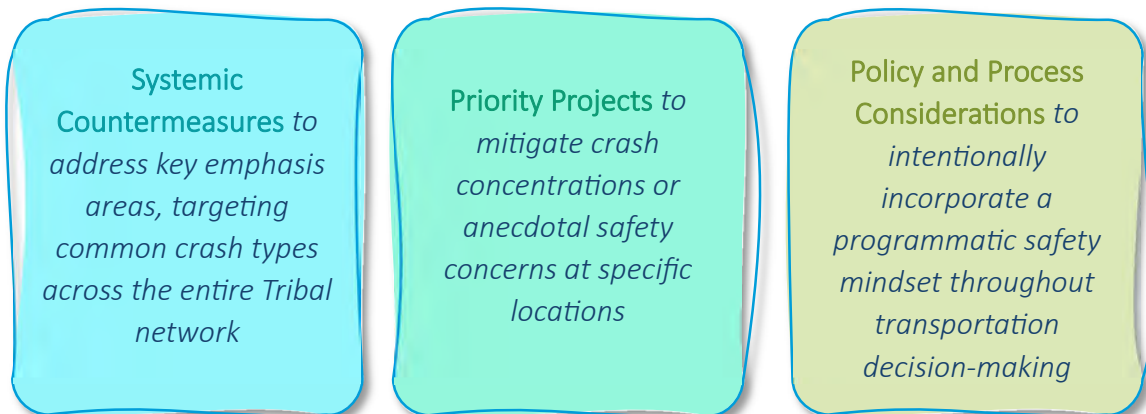 Systemic
Countermeasures to
address key emphasis
areas, targeting
common crash types
across the entire Tribal
network
Priority Projects to
mitigate crash
concentrations or
anecdotal safety
concerns at specific
locations
Policy and Process
Considerations to
intentionally
incorporate a
programmatic safety
mindset throughout
transportation
decision-making